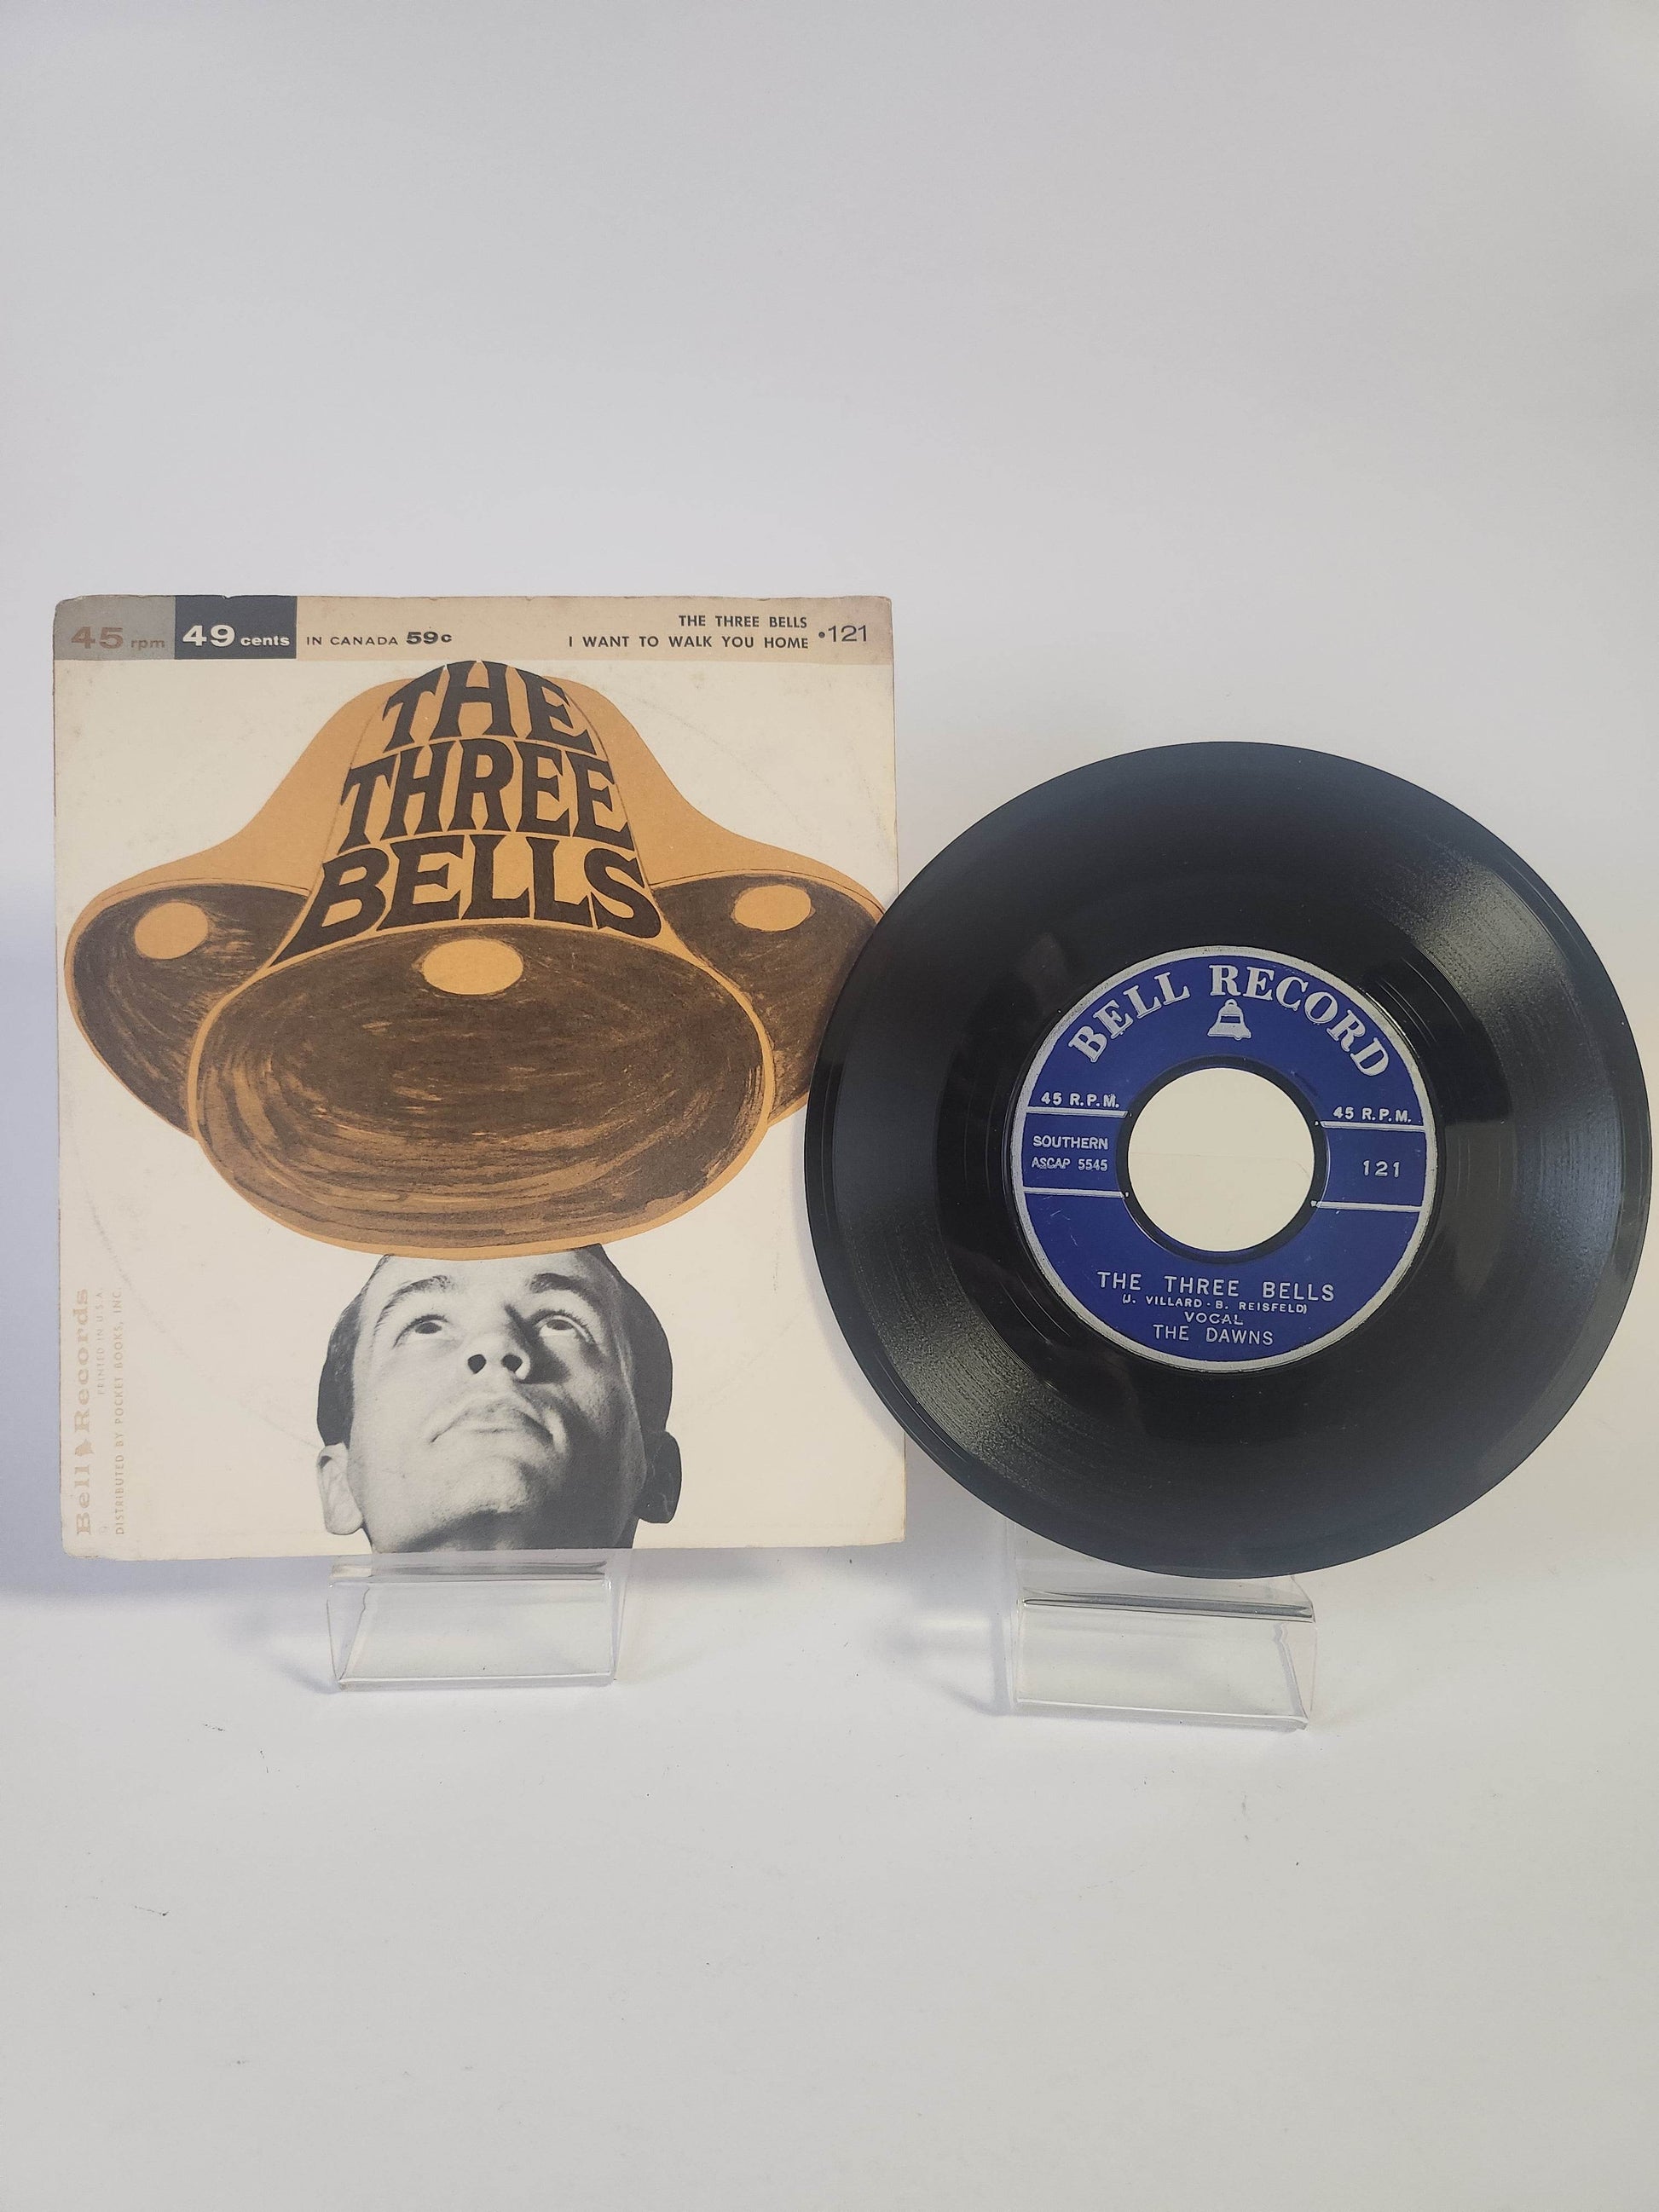 45 rpm 49 cents IN CANADA 59c
THE THREE BELLS
I WANT TO WALK YOU HOME •121
THE
THREE
BELLS
Bell Records
PRINTED IN U.S.A.
DISTRIBUTED BY POCKET BOOKS, INC.
BELL RECORD
45 R.P.M. 45 R.P.M.
SOUTHERN
ASCAP 5545 121
THE THREE BELLS
(J. VILLARD - B. REISFELD)
VOCAL
THE DAWNS